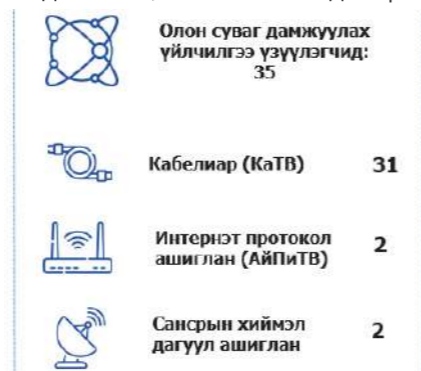 Олон суваг дамжуулах
үйлчилгээ үзүүлэгчид:
35
Кабелиар (КаТВ) 31
Интернэт протокол
ашиглан (АйПиТВ) 2
Сансрын хиймэл
дагуул ашиглан 2